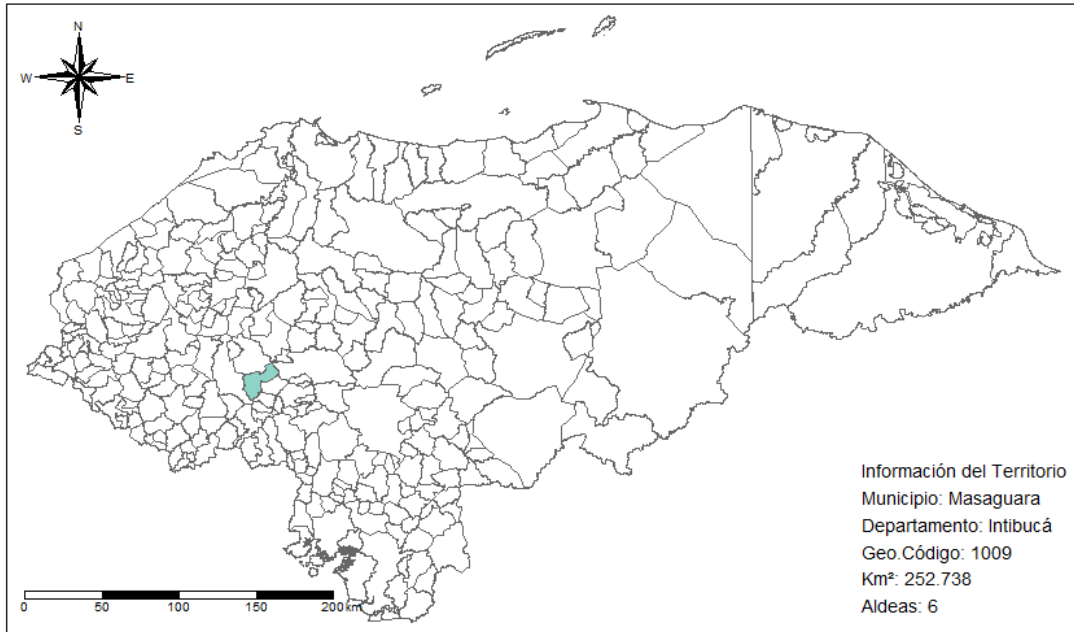 N
W E
S
Información del Territorio
Municipio: Masaguara
Departamento: Intibucá
Geo.Código: 1009
Km²: 252.738
Aldeas: 6
0 50 100 150 200 km